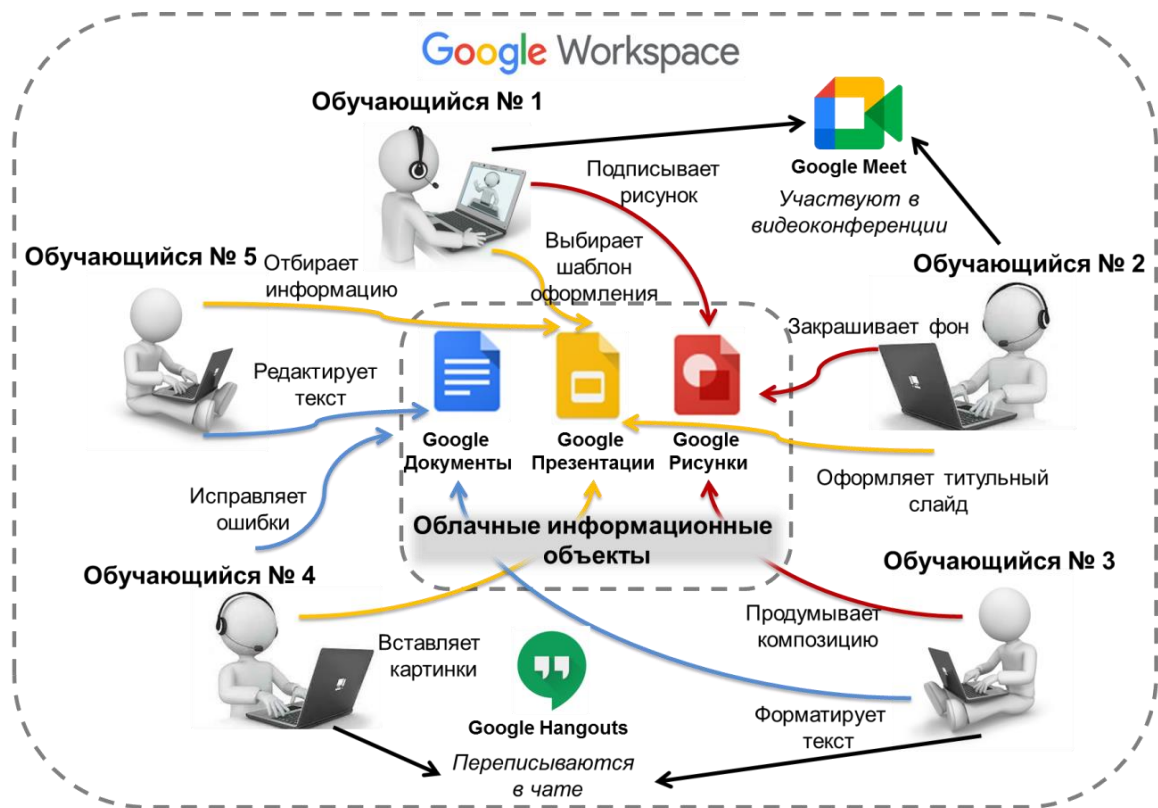 Google Workspace
Обучающийся № 1
Google Meet
Участвуют в
видеоконференции
Подписывает
рисунок
Выбирает
шаблон
оформления
Обучающийся № 5
Отбирает
информацию
Обучающийся № 2
Закрашивает фон
Редактирует
текст
Google
Документы
Google
Презентации
Google
Рисунки
Оформляет титульный
слайд
Исправляет
ошибки
Облачные информационные
объекты
Обучающийся № 4
Обучающийся № 3
Вставляет
картинки
Продумывает
композицию
Google Hangouts
Форматирует
текст
Переписываются
в чате